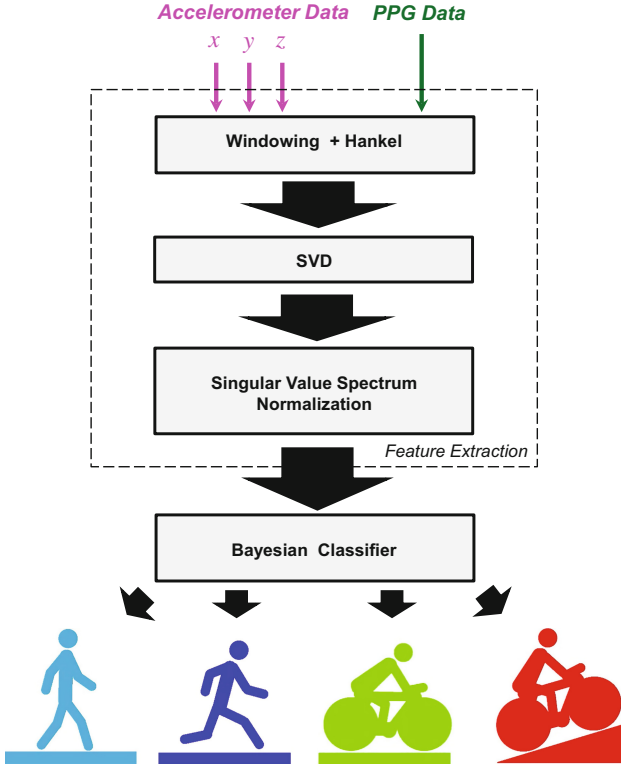 Accelerometer Data PPG Data
x y z
Windowing + Hankel
SVD
Singular Value Spectrum
Normalization
Feature Extraction
Bayesian Classifier